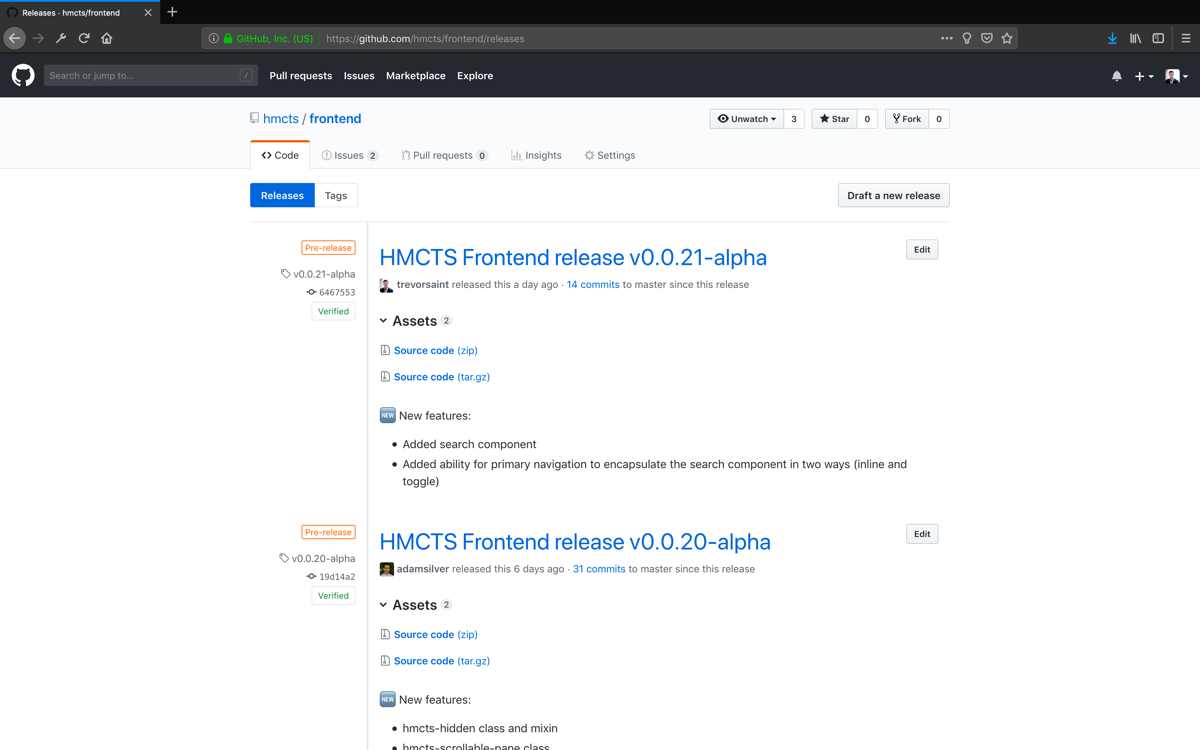 Releases · hmcts/frontend
GitHub, Inc. (US) https://github.com/hmcts/frontend/releases
Search or jump to... / Pull requests Issues Marketplace Explore
hmcts / frontend
Unwatch 3 Star 0 Fork 0
Code Issues 2 Pull requests 0 Insights Settings
Releases Tags Draft a new release
Pre-release
v0.0.21-alpha
6467553
Verified
HMCTS Frontend release v0.0.21-alpha
Edit
trevorsaint released this a day ago · 14 commits to master since this release
Assets 2
Source code (zip)
Source code (tar.gz)
NEW New features:
• Added search component
• Added ability for primary navigation to encapsulate the search component in two ways (inline and
toggle)
Pre-release
v0.0.20-alpha
19d14a2
Verified
HMCTS Frontend release v0.0.20-alpha
Edit
adamsilver released this 6 days ago · 31 commits to master since this release
Assets 2
Source code (zip)
Source code (tar.gz)
NEW New features:
• hmcts-hidden class and mixin
• hmcts-scrollable-pane class